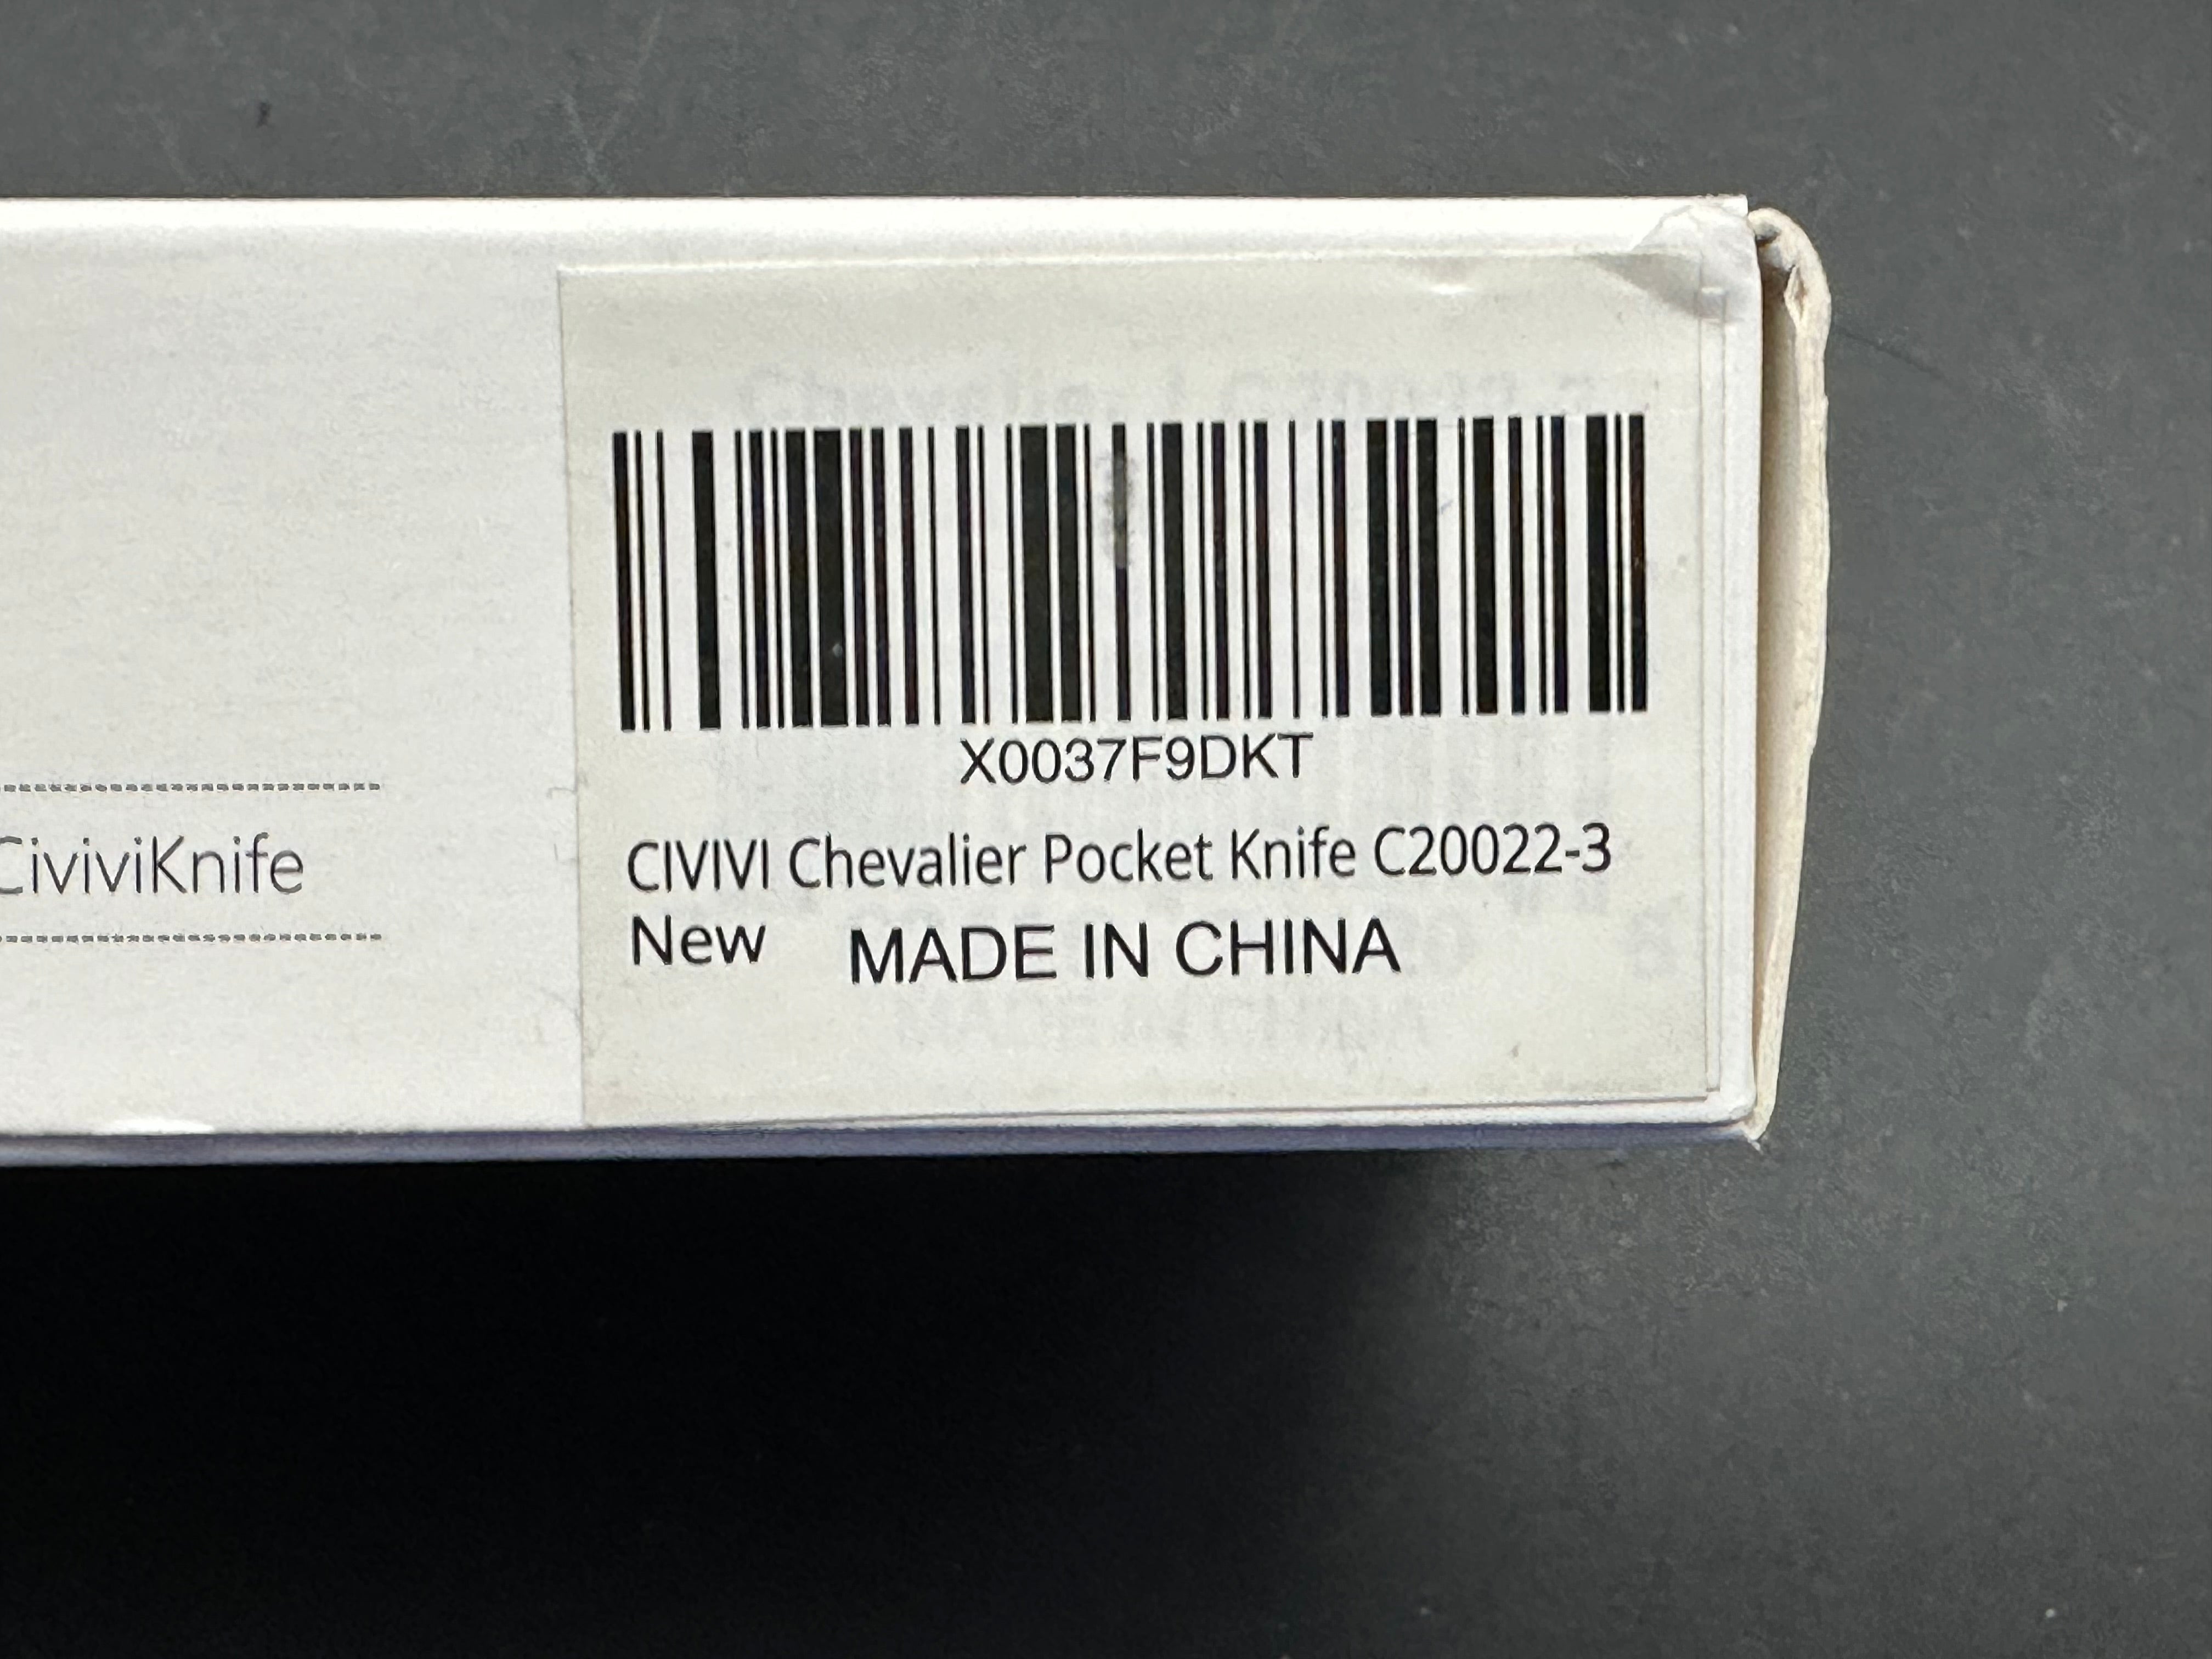 X0037F9DKT
CIVIVI Chevalier Pocket Knife C20022-3
New MADE IN CHINA
CiviviKnife